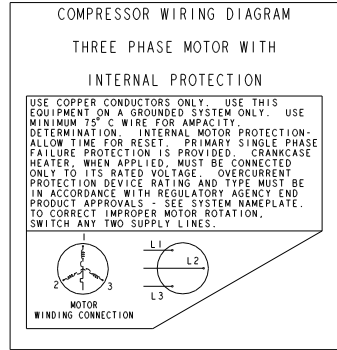 COMPRESSOR WIRING DIAGRAM
THREE PHASE MOTOR WITH
INTERNAL PROTECTION
USE COPPER CONDUCTORS ONLY. USE THIS
EQUIPMENT ON A GROUNDED SYSTEM ONLY. USE
MINIMUM 75° C WIRE FOR AMPACITY.
DETERMINATION. INTERNAL MOTOR PROTECTION-
ALLOW TIME FOR RESET. PRIMARY SINGLE PHASE
FAILURE PROTECTION IS PROVIDED. CRANKCASE
HEATER, WHEN APPLIED, MUST BE CONNECTED
ONLY TO ITS RATED VOLTAGE. OVERCURRENT
PROTECTION DEVICE RATING AND TYPE MUST BE
IN ACCORDANCE WITH REGULATORY AGENCY END
PRODUCT APPROVALS - SEE SYSTEM NAMEPLATE.
TO CORRECT IMPROPER MOTOR ROTATION,
SWITCH ANY TWO SUPPLY LINES.
1
2 3
MOTOR
WINDING CONNECTION
L1
L2
L3